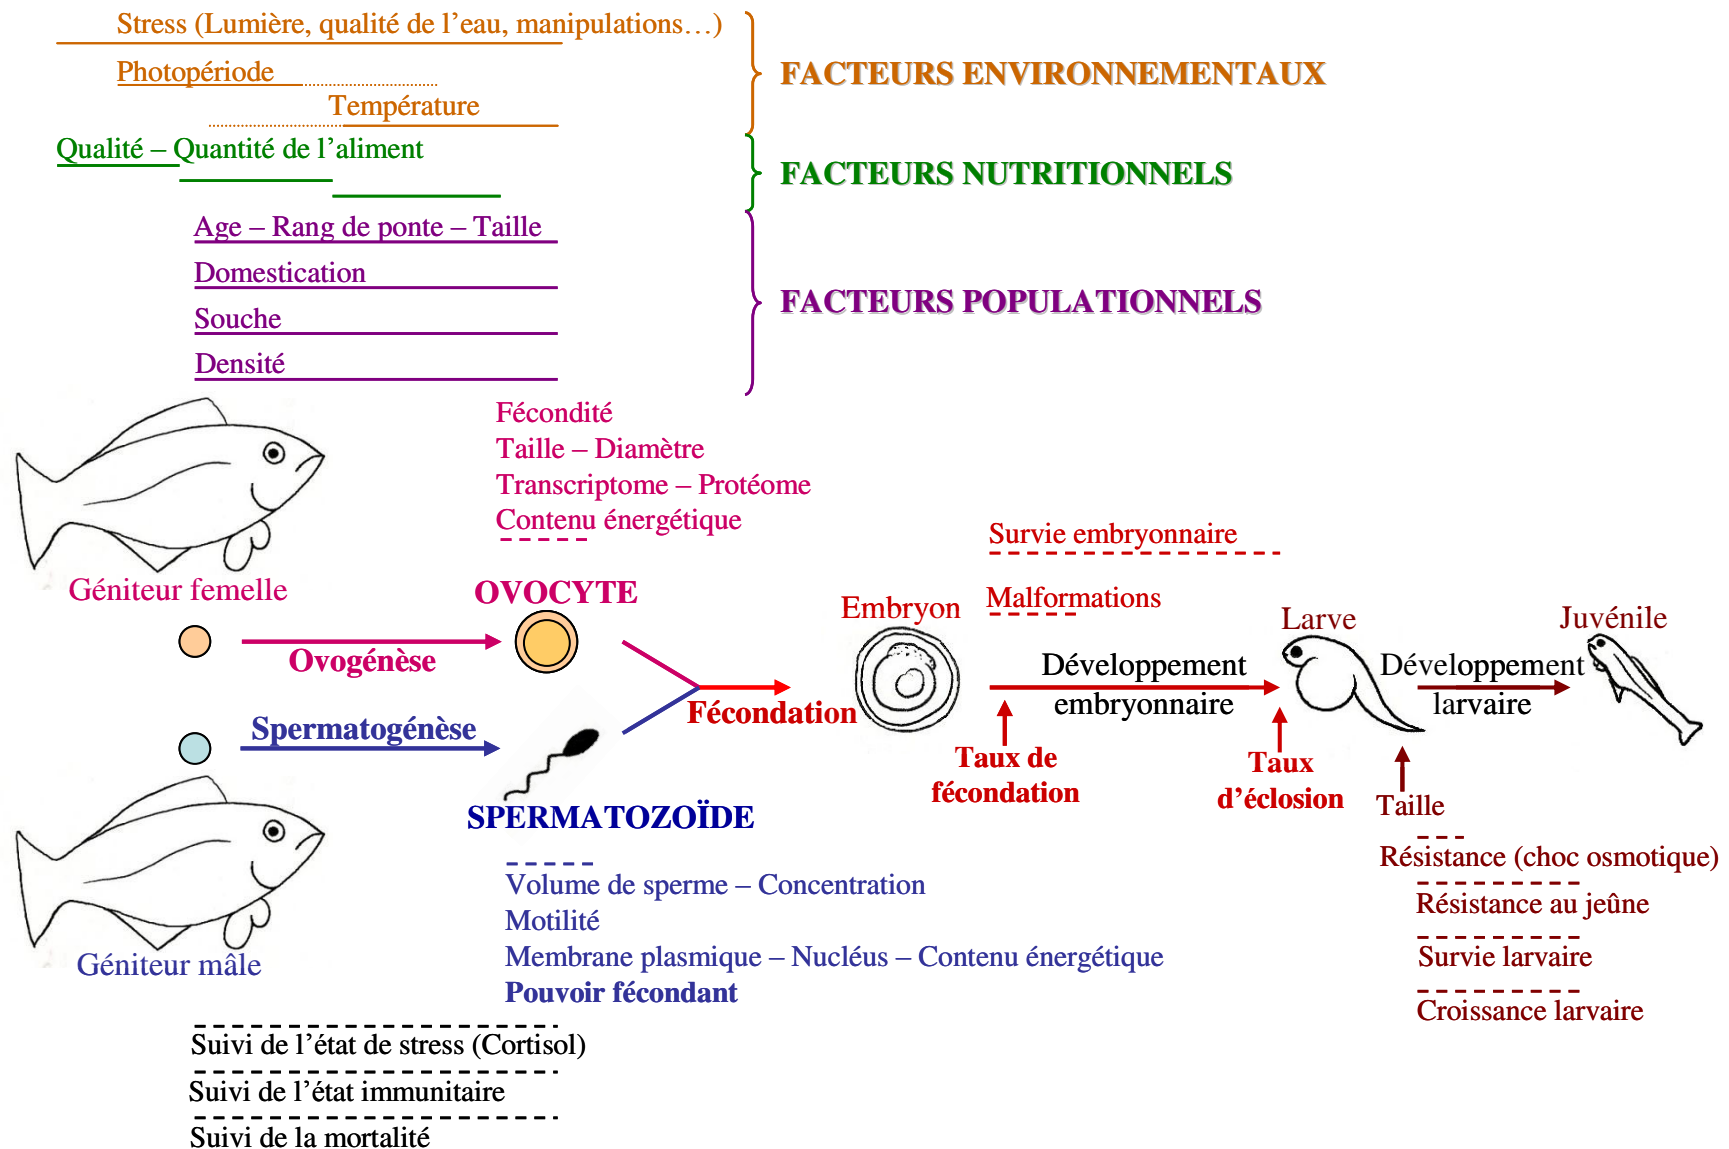 Stress (Lumière, qualité de l’eau, manipulations…)
Photopériode
Température
FACTEURS ENVIRONNEMENTAUX
Qualité – Quantité de l’aliment
FACTEURS NUTRITIONNELS
Age – Rang de ponte – Taille
Domestication
Souche
Densité
FACTEURS POPULATIONNELS
Fécondité
Taille – Diamètre
Transcriptome – Protéome
Contenu énergétique
Géniteur femelle
OVOCYTE
Ovogénèse
Spermatogénèse
SPERMATOZOÏDE
Fécondation
Embryon
Survie embryonnaire
Malformations
Développement
embryonnaire
Taux de
fécondation
Larve
Taux
d’éclosion
Développement
larvaire
Juvénile
Taille
Résistance (choc osmotique)
Résistance au jeûne
Survie larvaire
Croissance larvaire
Géniteur mâle
Volume de sperme – Concentration
Motilité
Membrane plasmique – Nucléus – Contenu énergétique
Pouvoir fécondant
Suivi de l’état de stress (Cortisol)
Suivi de l’état immunitaire
Suivi de la mortalité